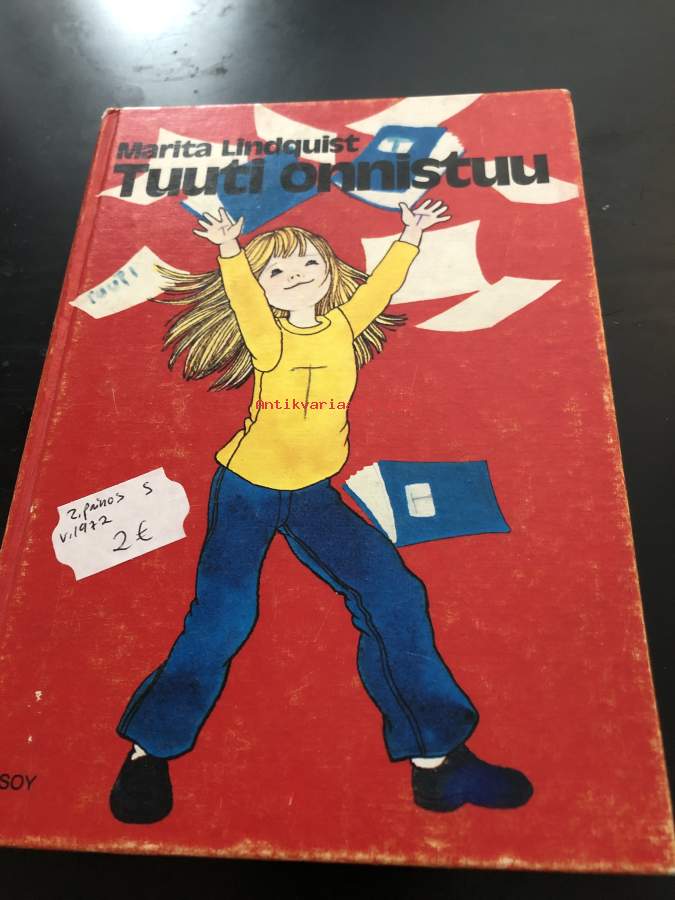 Marita Lindquist
Tuuti onnistuu
T
T
T
Antikvaria
2. painos S
v. 1972
2 €
SOY